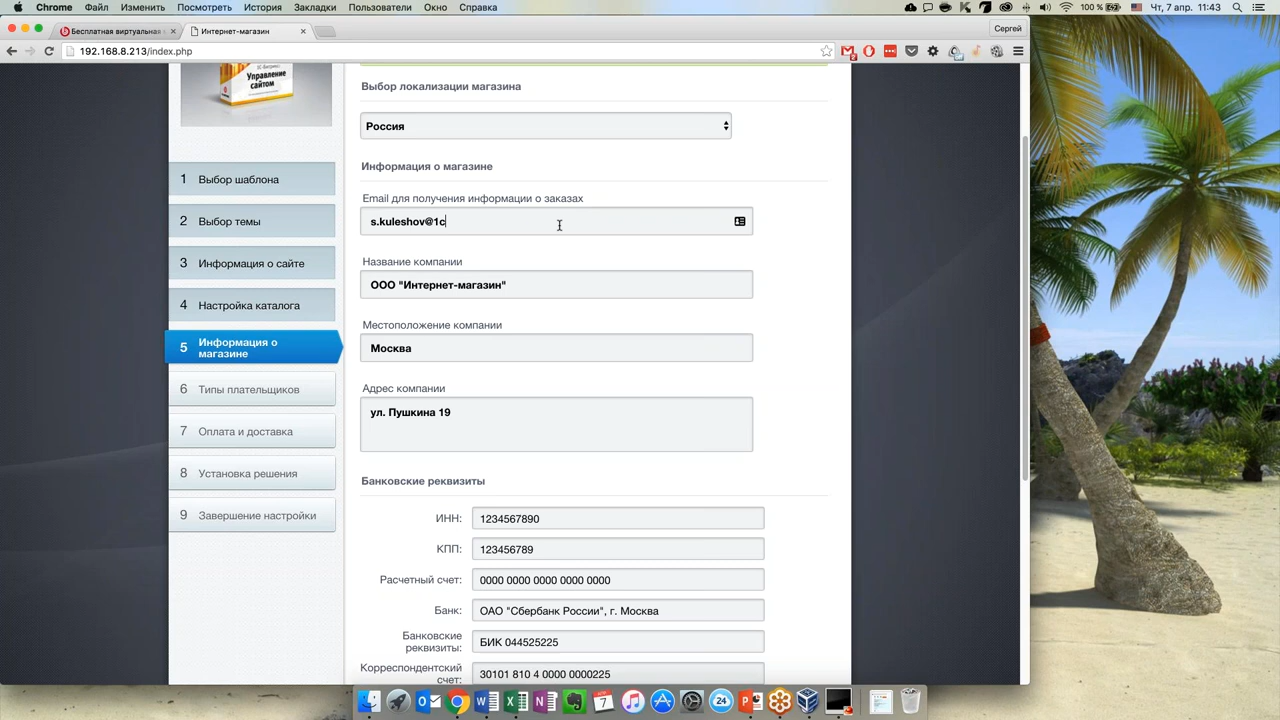 Chrome Файл Изменить Посмотреть История Закладки Пользователи Окно Справка
100 % Чт, 7 апр. 11:43
Бесплатная виртуальная
Интернет-магазин
Сергей
192.168.8.213/index.php
1С-Битрикс:
Управление
сайтом
1 Выбор шаблона
2 Выбор темы
3 Информация о сайте
4 Настройка каталога
5 Информация о
магазине
6 Типы плательщиков
7 Оплата и доставка
8 Установка решения
9 Завершение настройки
Выбор локализации магазина
Россия
Информация о магазине
Email для получения информации о заказах
s.kuleshov@1c
Название компании
ООО "Интернет-магазин"
Местоположение компании
Москва
Адрес компании
ул. Пушкина 19
Банковские реквизиты
ИНН: 1234567890
КПП: 123456789
Расчетный счет: 0000 0000 0000 0000 0000
Банк: ОАО "Сбербанк России", г. Москва
Банковские
реквизиты: БИК 044525225
Корреспондентский
счет: 30101 810 4 0000 0000225
7
24